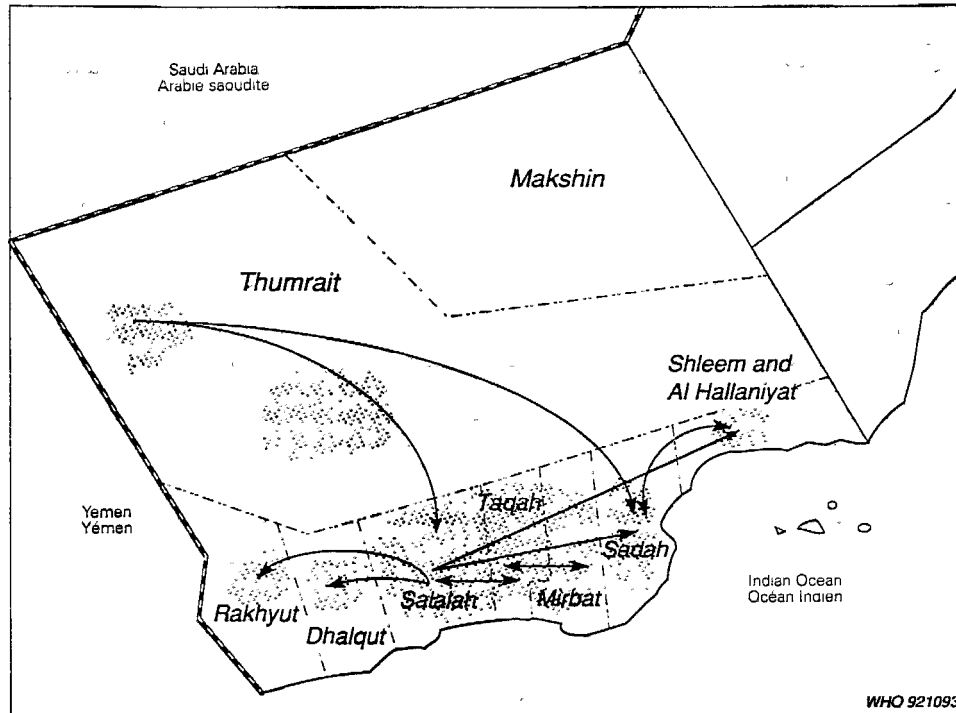 Saudi Arabia
Arabie saoudite
Makshin
Thumrait
Shleem and
Al Hallaniyat
Yemen
Yémen
Taqah
Sadah
Salalah
Mirbat
Rakhyut
Dhalqut
Indian Ocean
Océan Indien
WHO 921093